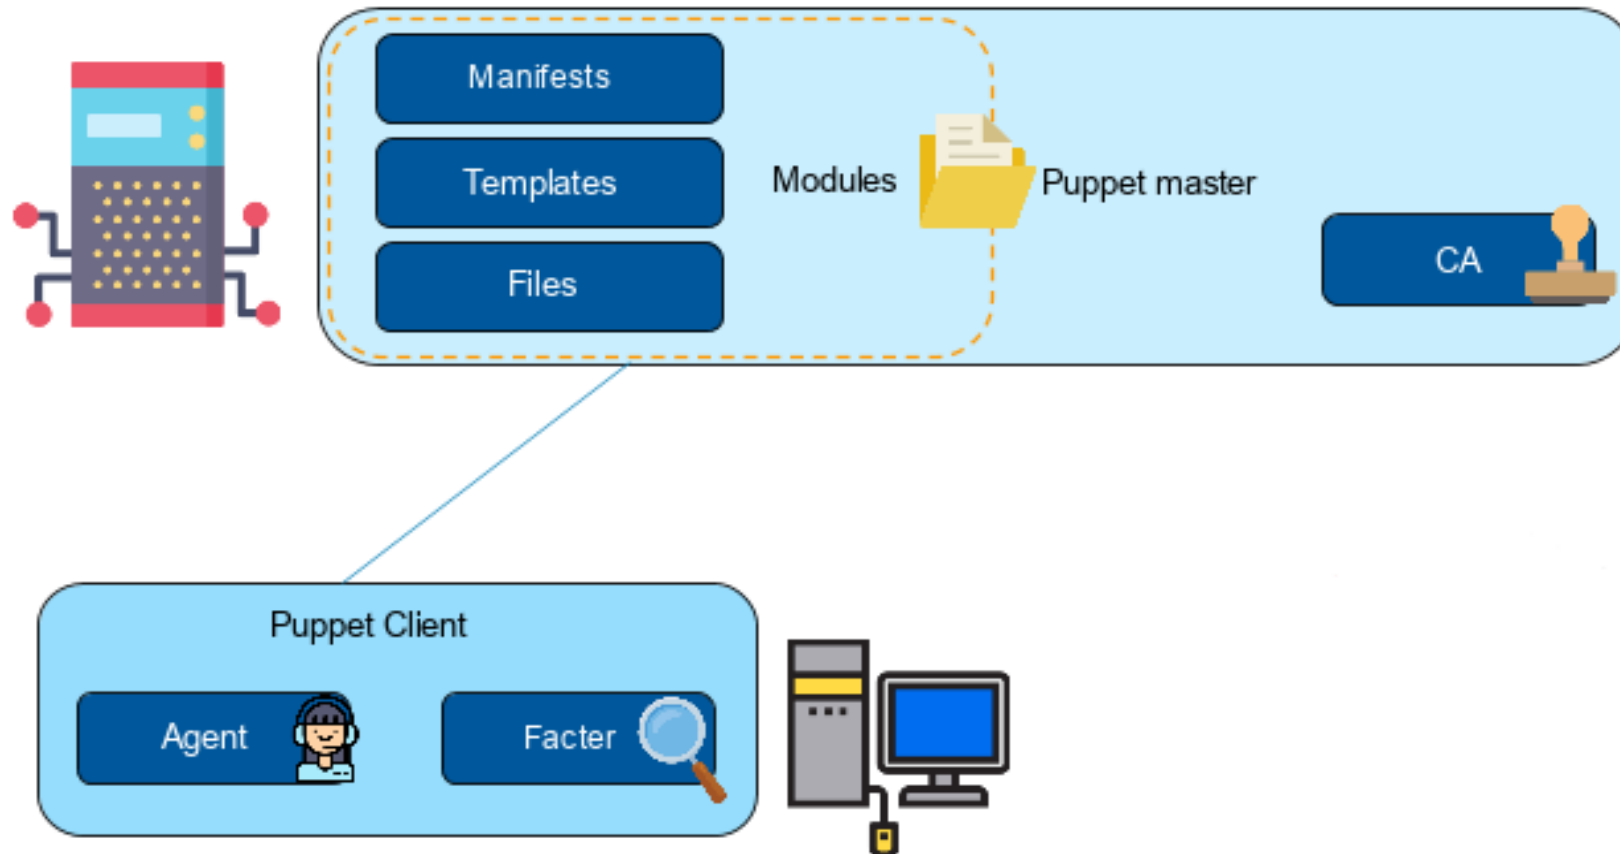 Manifests
Templates
Modules
Puppet master
Files
CA
Puppet Client
Agent
Facter